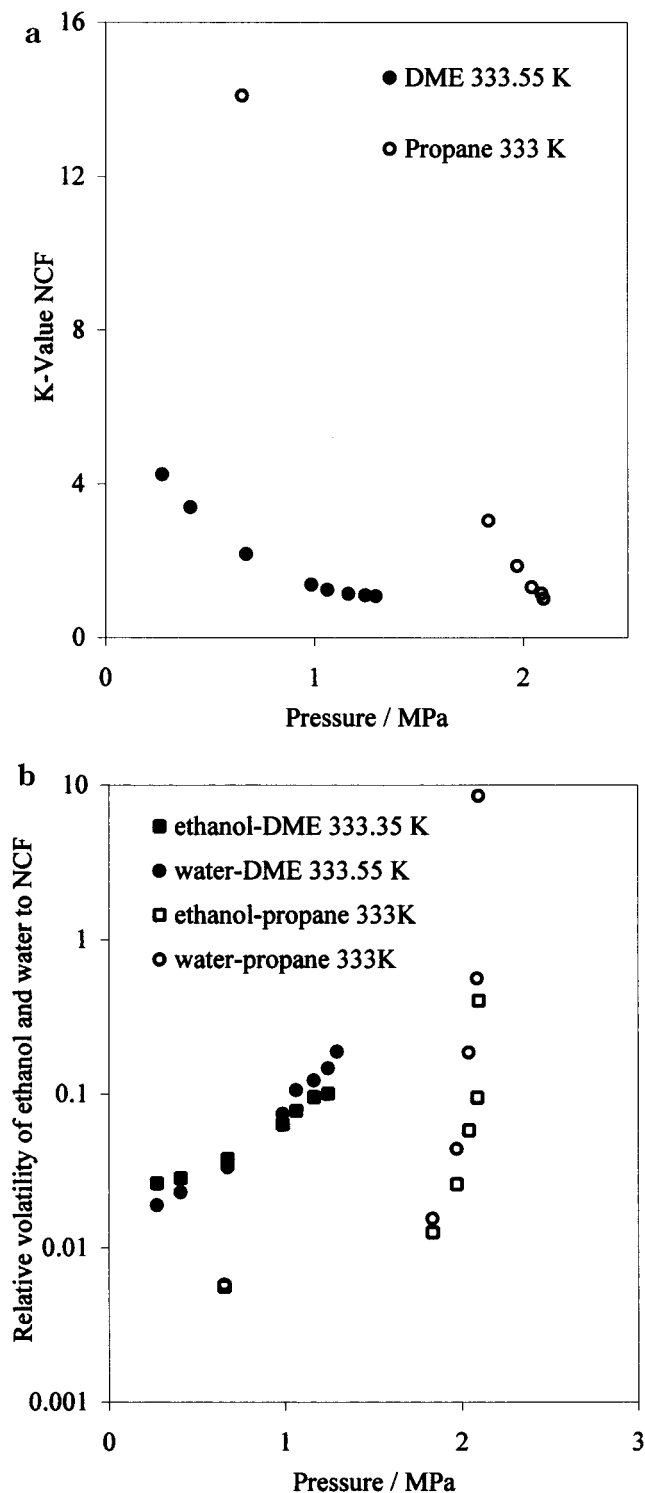 a
16
12
8
4
0
K-Value NCF
DME 333.55 K
Propane 333 K
0
1
2
Pressure / MPa
b
10
1
0.1
0.01
0.001
Relative volatility of ethanol and water to NCF
ethanol-DME 333.35 K
water-DME 333.55 K
ethanol-propane 333K
water-propane 333K
0
1
2
3
Pressure / MPa